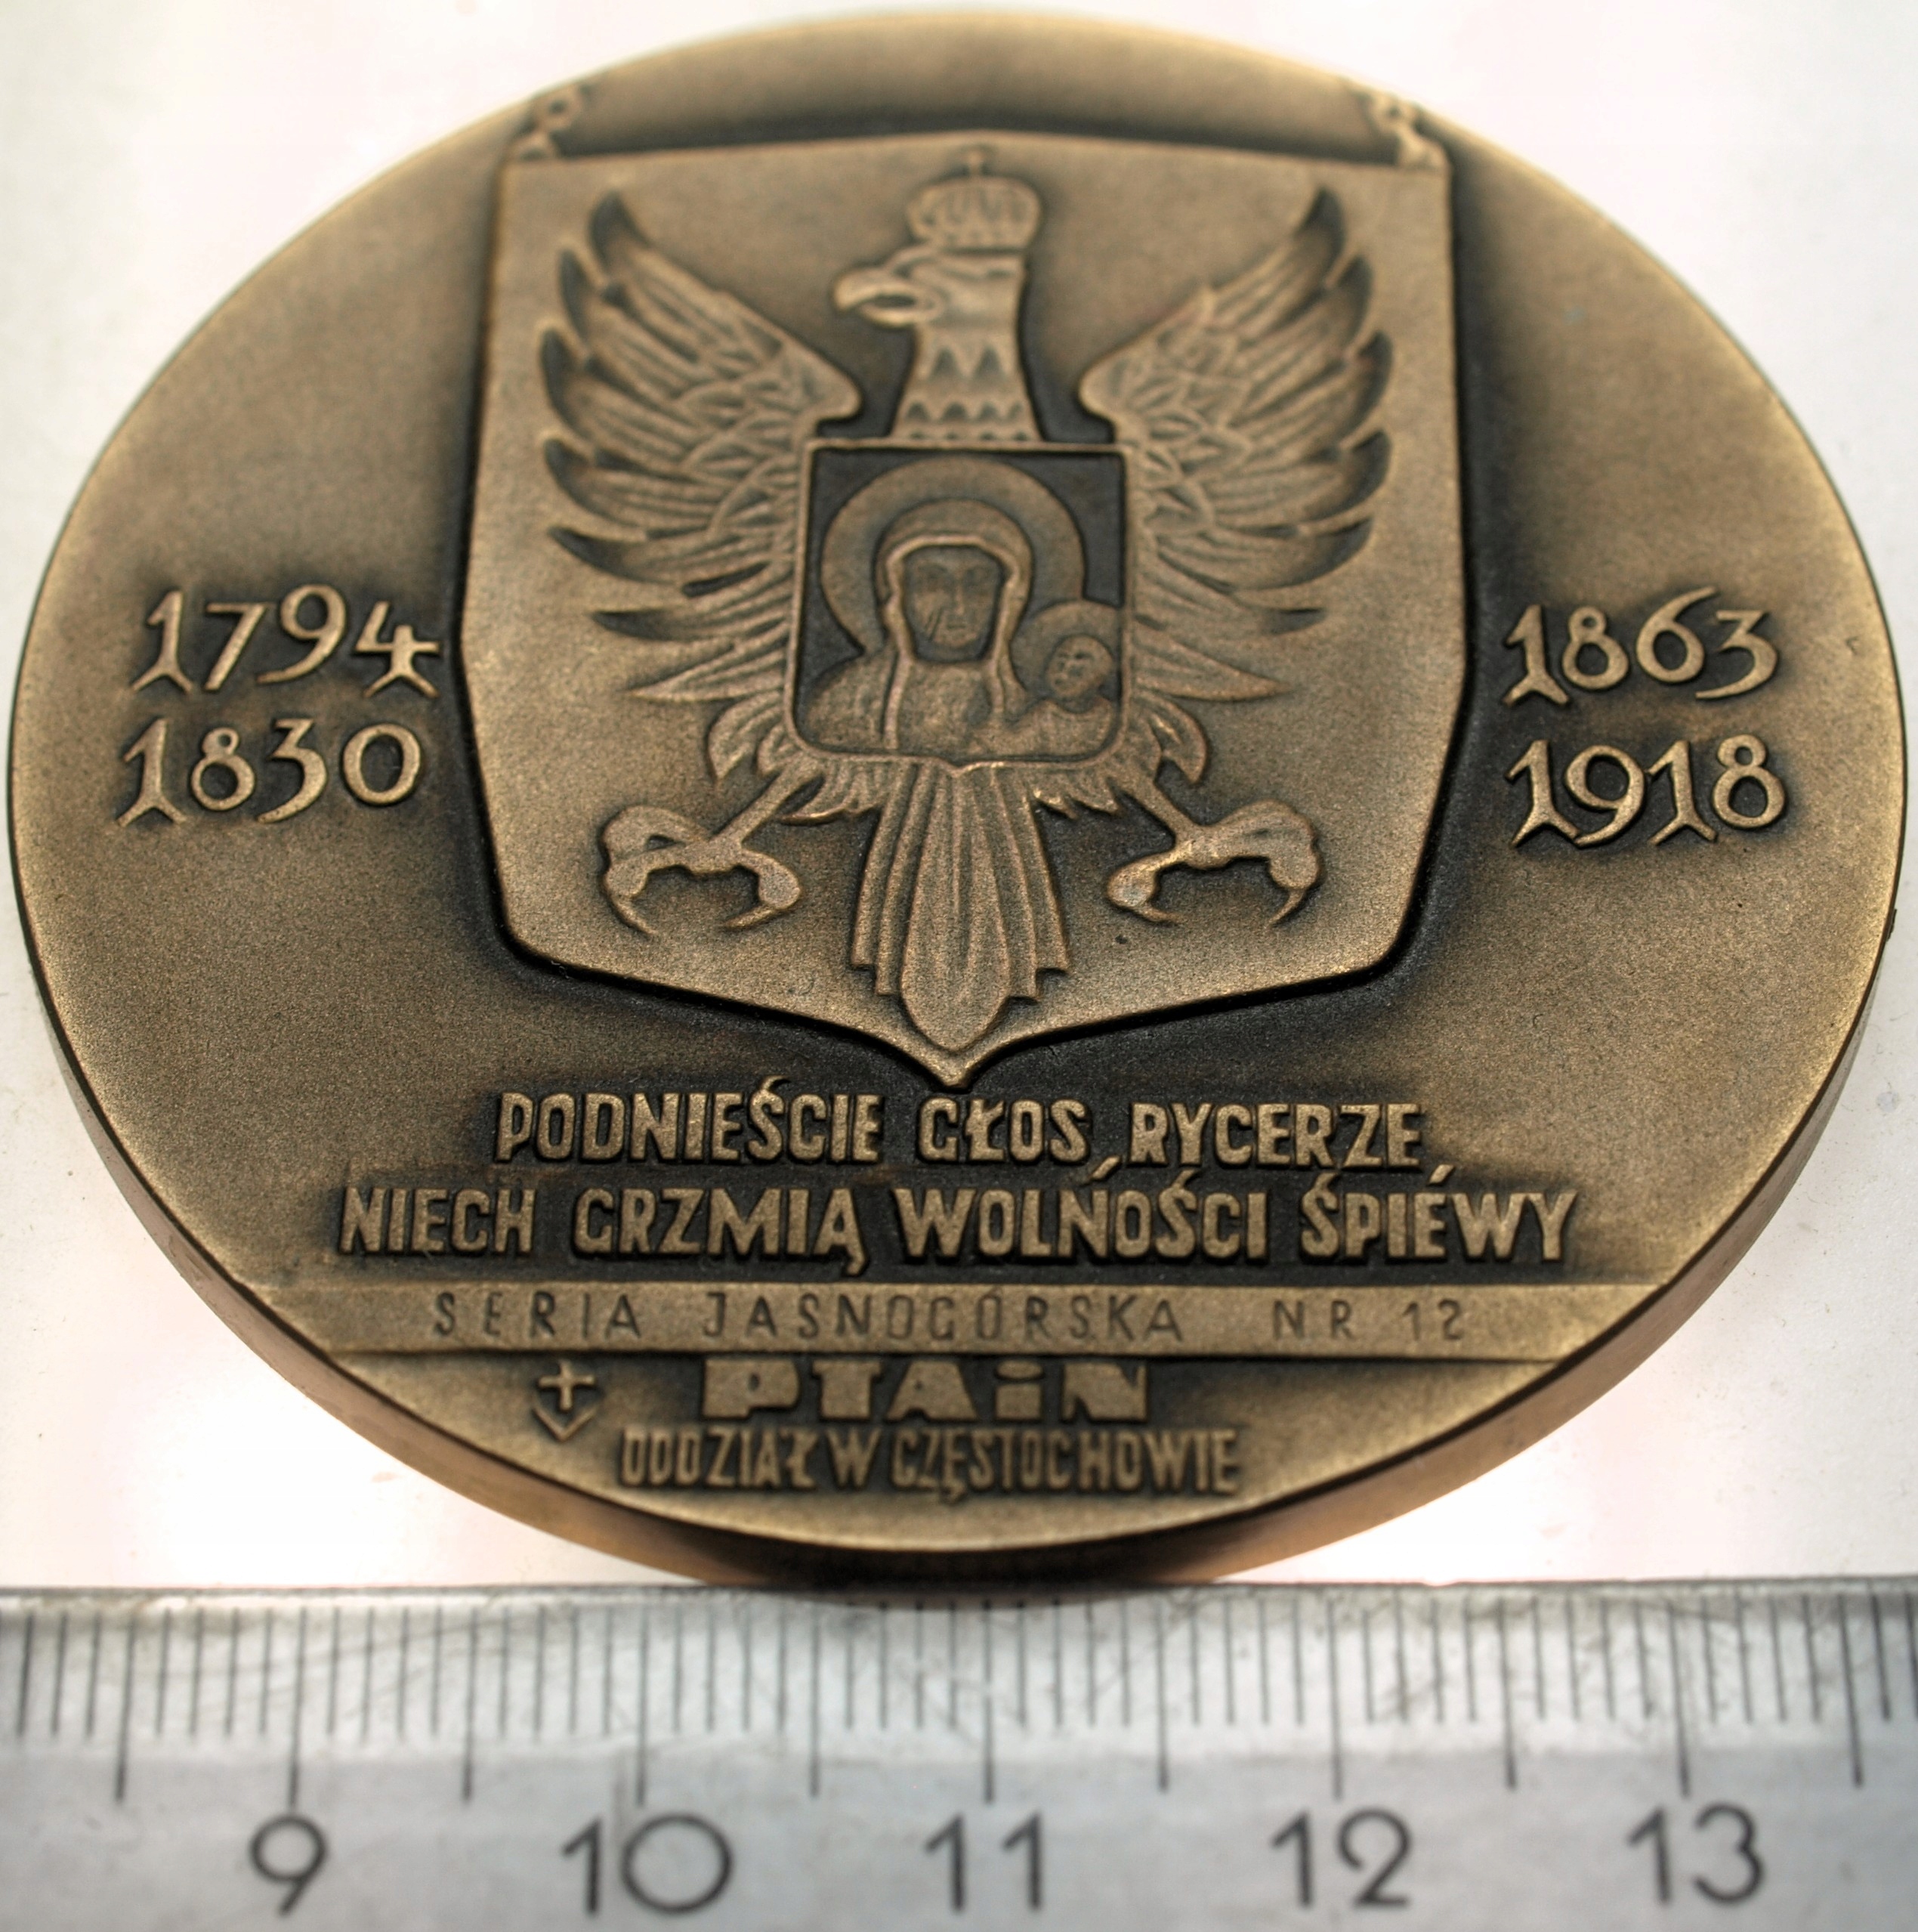 1794
1830
1863
1918
PODNIEŚCIE GŁOS, RYCERZE,
NIECH GRZMIĄ WOLNOŚCI ŚPIÉWY
SERIA JASNOGÓRSKA NR 12
PTAiN
ODDZIAŁ W CZĘSTOCHOWIE
9 10 11 12 13